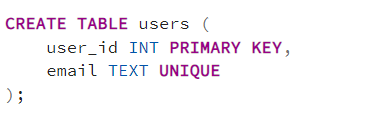 CREATE TABLE users (
    user_id INT PRIMARY KEY,
    email TEXT UNIQUE
);